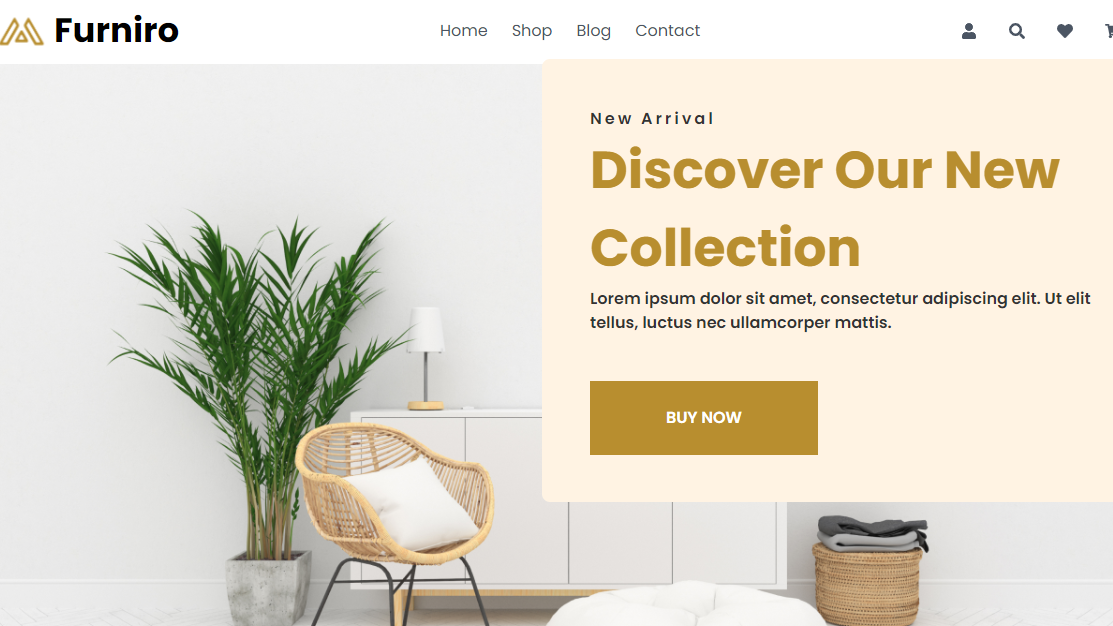 Furniro
Home Shop Blog Contact
New Arrival
Discover Our New
Collection
Lorem ipsum dolor sit amet, consectetur adipiscing elit. Ut elit
tellus, luctus nec ullamcorper mattis.
BUY NOW